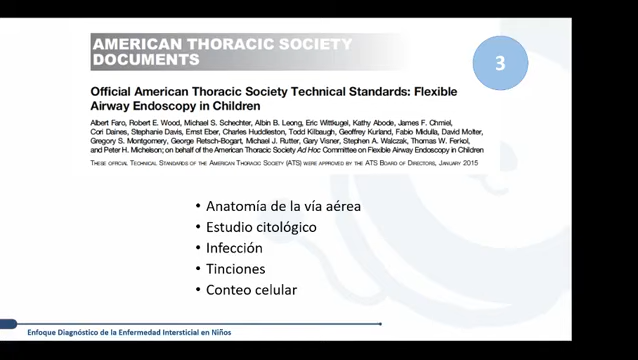 AMERICAN THORACIC SOCIETY
DOCUMENTS
3
Official American Thoracic Society Technical Standards: Flexible
Airway Endoscopy in Children
Albert Faro, Robert E. Wood, Michael S. Schechter, Albin B. Leong, Eric Wittkugel, Kathy Abode, James F. Chmiel,
Cori Daines, Stephanie Davis, Ernst Eber, Charles Huddleston, Todd Kilbaugh, Geoffrey Kurland, Fabio Midulla, David Molter,
Gregory S. Montgomery, George Retsch-Bogart, Michael J. Rutter, Gary Visner, Stephen A. Walczak, Thomas W. Ferkol,
and Peter H. Michelson; on behalf of the American Thoracic Society Ad Hoc Committee on Flexible Airway Endoscopy in Children
THESE OFFICIAL TECHNICAL STANDARDS OF THE AMERICAN THORACIC SOCIETY (ATS) WERE APPROVED BY THE ATS BOARD OF DIRECTORS, JANUARY 2015
• Anatomía de la vía aérea
• Estudio citológico
• Infección
• Tinciones
• Conteo celular
Enfoque Diagnóstico de la Enfermedad Intersticial en Niños